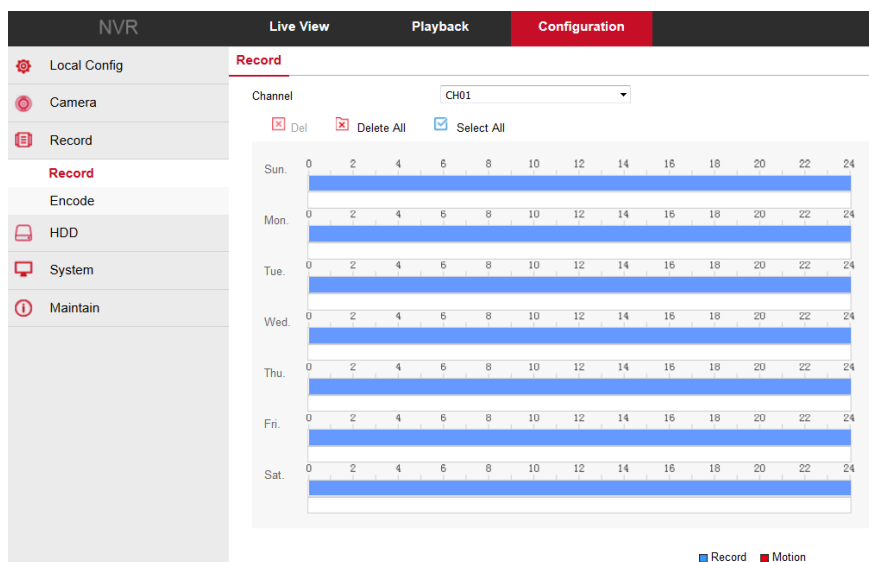 NVR Live View Playback Configuration
Local Config
Camera
Record
Record
Encode
HDD
System
Maintain
Record
Channel CH01
Del Delete All Select All
Sun. 0 2 4 6 8 10 12 14 16 18 20 22 24
Mon. 0 2 4 6 8 10 12 14 16 18 20 22 24
Tue. 0 2 4 6 8 10 12 14 16 18 20 22 24
Wed. 0 2 4 6 8 10 12 14 16 18 20 22 24
Thu. 0 2 4 6 8 10 12 14 16 18 20 22 24
Fri. 0 2 4 6 8 10 12 14 16 18 20 22 24
Sat. 0 2 4 6 8 10 12 14 16 18 20 22 24
Record Motion